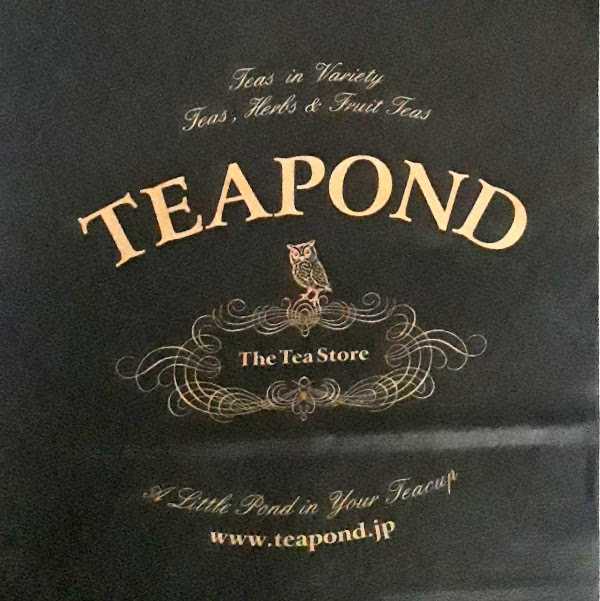 Teas in Variety
Teas, Herbs & Fruit Teas
TEAPOND
The Tea Store
A Little Pond in Your Teacup
www.teapond.jp